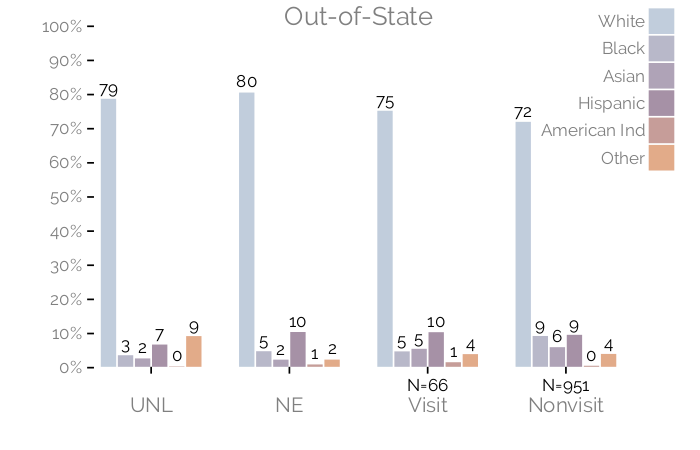 Out-of-State
White
Black
Asian
Hispanic
American Ind
Other
100%
90%
80%
70%
60%
50%
40%
30%
20%
10%
0%
79 3 2 7 0 9
80 5 2 10 1 2
75 5 5 10 1 4
72 9 6 9 0 4
N=66 N=951
UNL NE Visit Nonvisit